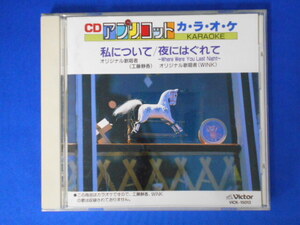 CD アプリコット カ・ラ・オ・ケ
KARAOKE
私について/夜にはぐれて
~Where Were You Last Night~
オリジナル歌唱者
(工藤静香)
オリジナル歌唱者(WINK)
Victor